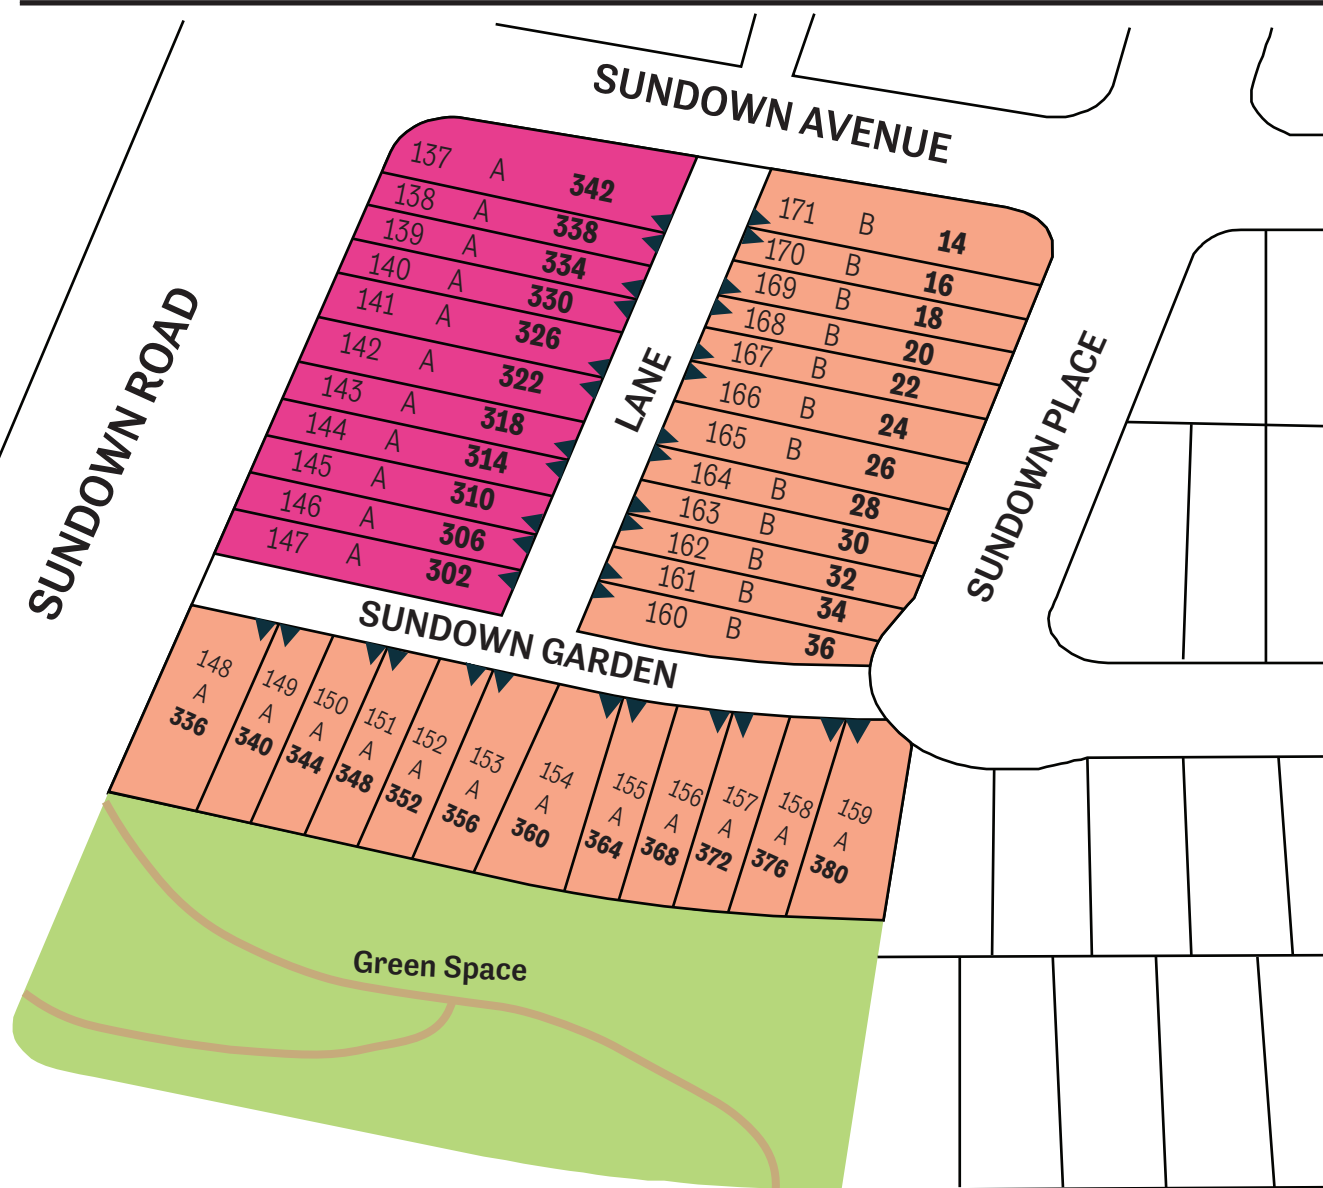 SUNDOWN AVENUE
137 A 342
138 A 338
139 A 334
140 A 330
141 A 326
142 A 322
143 A 318
144 A 314
145 A 310
146 A 306
147 A 302
171 B 14
170 B 16
169 B 18
168 B 20
167 B 22
166 B 24
165 B 26
164 B 28
163 B 30
162 B 32
161 B 34
160 B 36
SUNDOWN ROAD
LANE
SUNDOWN PLACE
SUNDOWN GARDEN
148 A 336
149 A 340
150 A 344
151 A 348
152 A 352
153 A 356
154 A 360
155 A 364
156 A 368
157 A 372
158 A 376
159 A 380
Green Space